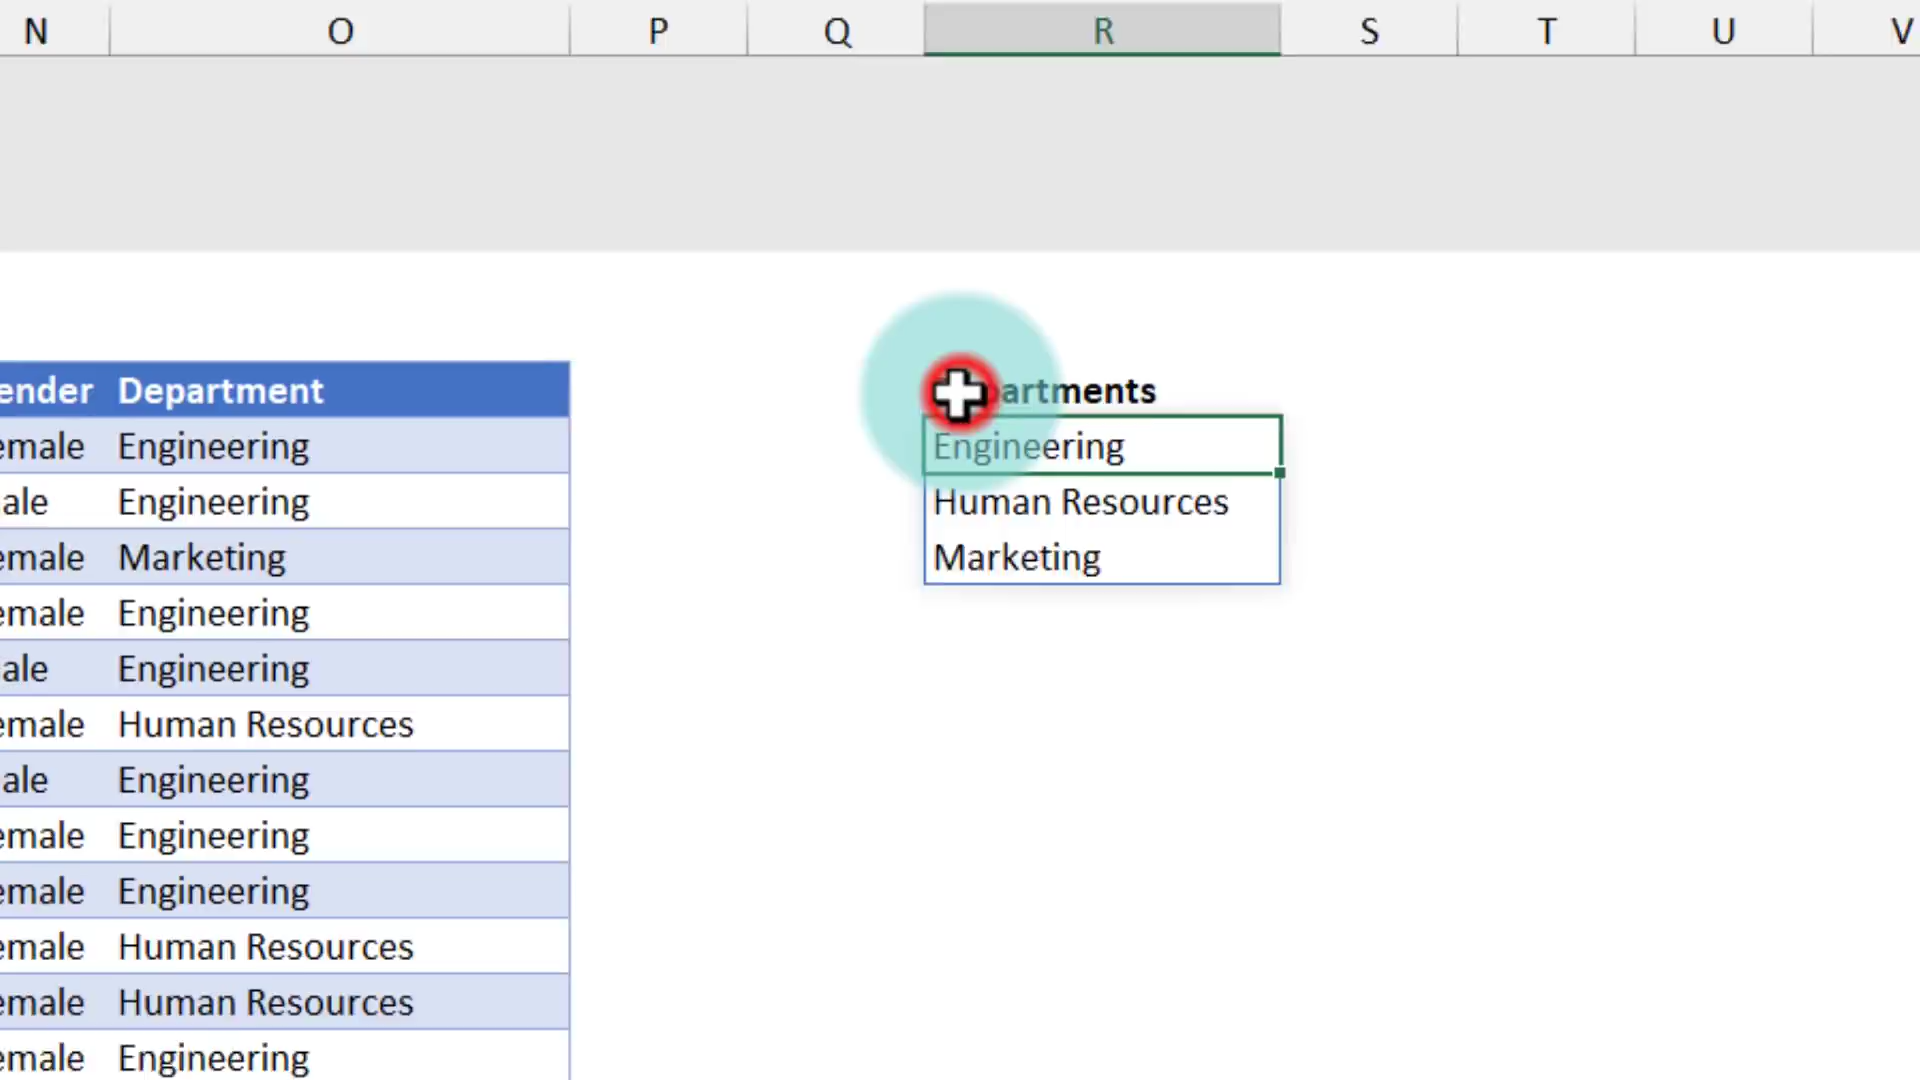 N O P Q R S T U V
ender Department
emale Engineering
ale Engineering
emale Marketing
emale Engineering
ale Engineering
emale Human Resources
ale Engineering
emale Engineering
emale Engineering
emale Human Resources
emale Human Resources
emale Engineering
partments
Engineering
Human Resources
Marketing